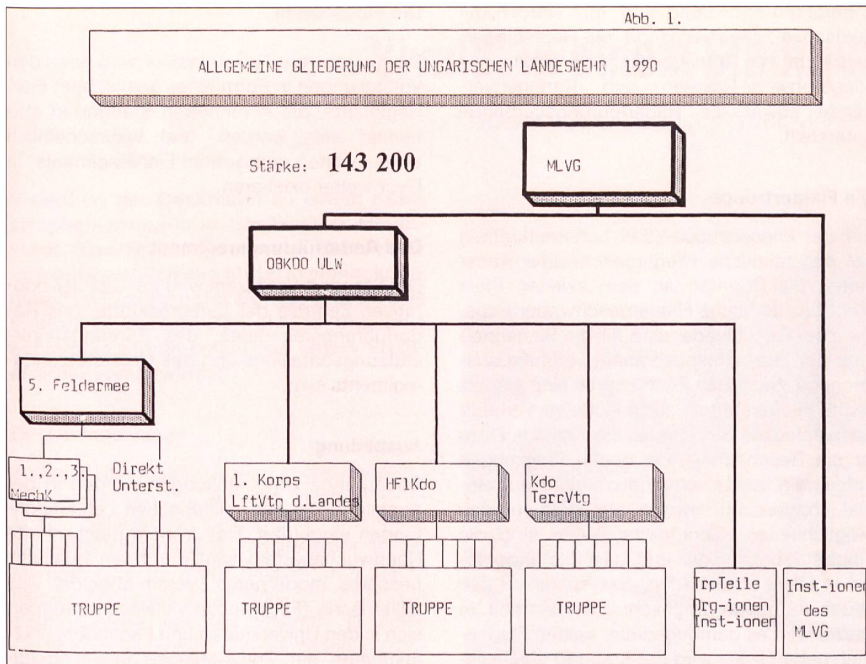 Abb. 1.
ALLGEMEINE GLIEDERUNG DER UNGARISCHEN LANDESWEHR 1990
Stärke: 143 200
MLVG
OBKDO ULW
5. Feldarmee
1.,2.,3.
MechK
Direkt
Unterst.
1. Korps
LftVtg d.Landes
HFlKdo
Kdo
TerrVtg
TRUPPE
TRUPPE
TRUPPE
TRUPPE
TrpTeile
Org-ionen
Inst-ionen
Inst-ionen
des
MLVG